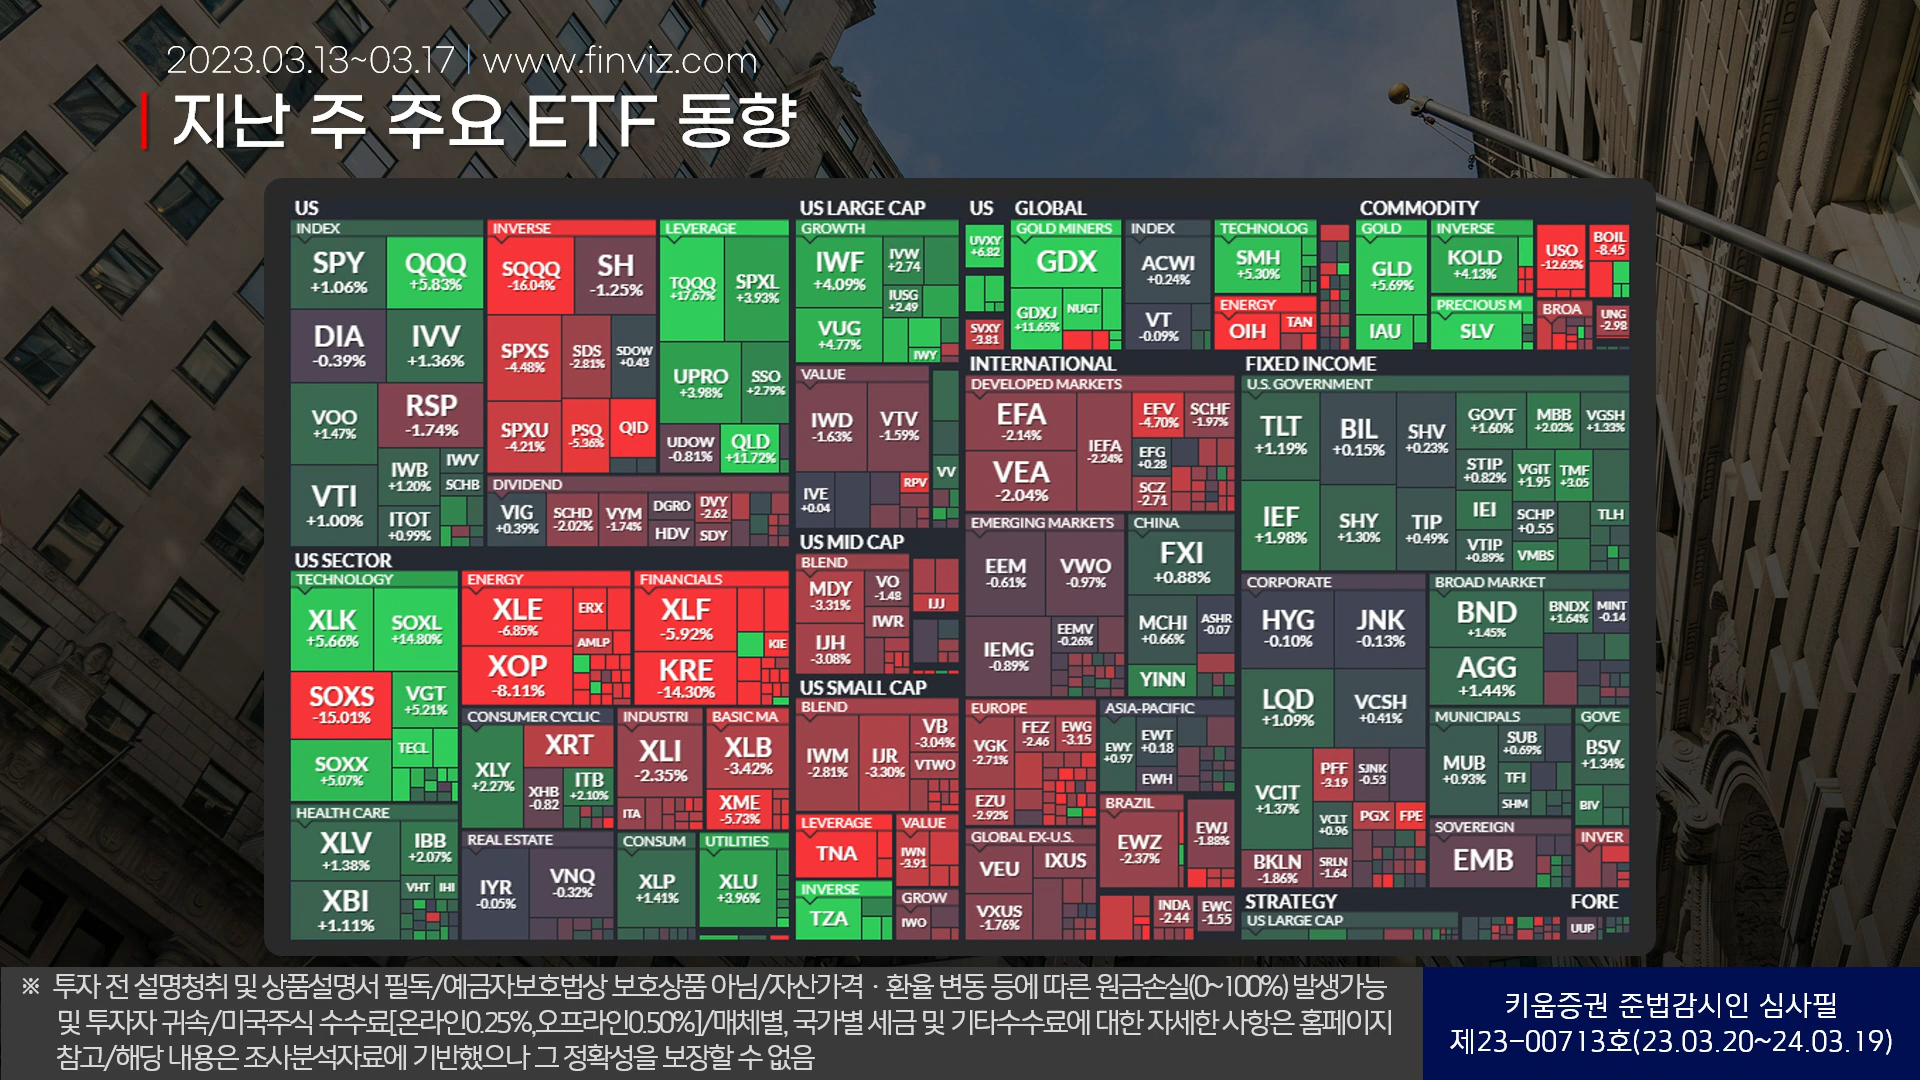 2023.03.13~03.17 | www.finviz.com
지난 주 주요 ETF 동향
US
INDEX
SPY
+1.06%
QQQ
+5.83%
DIA
-0.39%
IVV
+1.36%
VOO
+1.47%
RSP
-1.74%
VTI
+1.00%
IWB
+1.20%
IWV
SCHB
ITOT
+0.99%
INVERSE
SQQQ
-16.04%
SH
-1.25%
SPXS
-4.48%
SDS
-2.81%
SDOW
+0.43
SPXU
-4.21%
PSQ
-5.36%
QID
LEVERAGE
TQQQ
+17.67%
SPXL
+3.93%
UPRO
+3.98%
SSO
+2.79%
UDOW
-0.81%
QLD
+11.72%
DIVIDEND
VIG
+0.39%
SCHD
-2.02%
VYM
-1.74%
DGRO
HDV
DVY
-2.62
SDY
US LARGE CAP
GROWTH
IWF
+4.09%
IVW
+2.74
IUSG
+2.49
VUG
+4.77%
IWY
VALUE
IWD
-1.63%
VTV
-1.59%
IVE
+0.04
RPV
VV
US
UVXY
+6.82
SVXY
-3.81
GLOBAL
GOLD MINERS
GDX
GDXJ
+11.65%
NUGT
INDEX
ACWI
+0.24%
VT
-0.09%
TECHNOLOG
SMH
+5.30%
ENERGY
OIH
TAN
COMMODITY
GOLD
GLD
+5.69%
IAU
INVERSE
KOLD
+4.13%
PRECIOUS M
SLV
USO
-12.63%
BOIL
-8.45
BROA
UNG
-2.98
US SECTOR
TECHNOLOGY
XLK
+5.66%
SOXL
+14.80%
SOXS
-15.01%
VGT
+5.21%
SOXX
+5.07%
TECL
ENERGY
XLE
-6.85%
ERX
AMLP
XOP
-8.11%
FINANCIALS
XLF
-5.92%
KIE
KRE
-14.30%
CONSUMER CYCLIC
XLY
+2.27%
XRT
XHB
-0.82
ITB
+2.10%
INDUSTRI
XLI
-2.35%
ITA
BASIC MA
XLB
-3.42%
XME
-5.73%
HEALTH CARE
XLV
+1.38%
IBB
+2.07%
XBI
+1.11%
VHT
IHI
REAL ESTATE
IYR
-0.05%
VNQ
-0.32%
CONSUM
XLP
+1.41%
UTILITIES
XLU
+3.96%
US MID CAP
BLEND
MDY
-3.31%
VO
-1.48
IJJ
IJH
-3.08%
IWR
US SMALL CAP
BLEND
IWM
-2.81%
IJR
-3.30%
VB
-3.04%
VTWO
LEVERAGE
TNA
VALUE
IWN
-3.91
INVERSE
TZA
GROW
IWO
INTERNATIONAL
DEVELOPED MARKETS
EFA
-2.14%
VEA
-2.04%
IEFA
-2.24%
EFV
-4.70%
SCHF
-1.97%
EFG
+0.28
SCZ
-2.71
EMERGING MARKETS
EEM
-0.61%
VWO
-0.97%
IEMG
-0.89%
EEMV
-0.26%
CHINA
FXI
+0.88%
MCHI
+0.66%
ASHR
-0.07
YINN
EUROPE
VGK
-2.71%
FEZ
-2.46
EWG
-3.15
EZU
-2.92%
ASIA-PACIFIC
EWY
+0.97
EWT
+0.18
EWH
GLOBAL EX-U.S.
VEU
IXUS
VXUS
-1.76%
BRAZIL
EWZ
-2.37%
EWJ
-1.88%
INDA
-2.44
EWC
-1.55
FIXED INCOME
U.S. GOVERNMENT
TLT
+1.19%
BIL
+0.15%
SHV
+0.23%
GOVT
+1.60%
MBB
+2.02%
VGSH
+1.33%
IEF
+1.98%
SHY
+1.30%
TIP
+0.49%
STIP
+0.82%
VGIT
+1.95
TMF
+3.05
IEI
SCHP
+0.55
TLH
VTIP
+0.89%
VMBS
CORPORATE
HYG
-0.10%
JNK
-0.13%
LQD
+1.09%
VCSH
+0.41%
VCIT
+1.37%
PFF
-3.19
SJNK
-0.53
VCLT
+0.96
PGX
FPE
BKLN
-1.86%
SRLN
-1.64
BROAD MARKET
BND
+1.45%
BNDX
+1.64%
MINT
-0.14
AGG
+1.44%
MUNICIPALS
MUB
+0.93%
SUB
+0.69%
TFI
SHM
GOVE
BSV
+1.34%
BIV
SOVEREIGN
EMB
INVER
STRATEGY
US LARGE CAP
FORE
UUP
※ 투자 전 설명청취 및 상품설명서 필독/예금자보호법상 보호상품 아님/자산가격 · 환율 변동 등에 따른 원금손실(0~100%) 발생가능
및 투자자 귀속/미국주식 수수료[온라인0.25%,오프라인0.50%]/매체별, 국가별 세금 및 기타수수료에 대한 자세한 사항은 홈페이지
참고/해당 내용은 조사분석자료에 기반했으나 그 정확성을 보장할 수 없음
키움증권 준법감시인 심사필
제23-00713호(23.03.20~24.03.19)